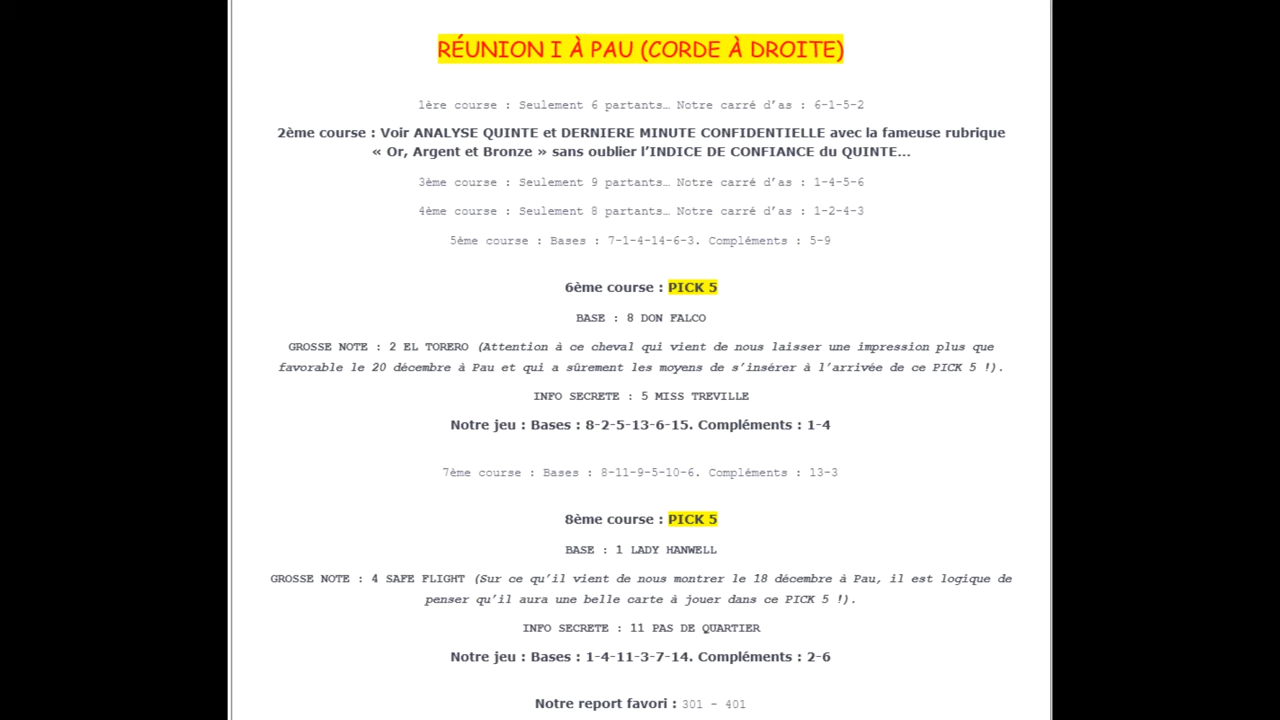 RÉUNION I À PAU (CORDE À DROITE)
1ère course : Seulement 6 partants… Notre carré d’as : 6-1-5-2
2ème course : Voir ANALYSE QUINTE et DERNIERE MINUTE CONFIDENTIELLE avec la fameuse rubrique
« Or, Argent et Bronze » sans oublier l’INDICE DE CONFIANCE du QUINTE…
3ème course : Seulement 9 partants… Notre carré d’as : 1-4-5-6
4ème course : Seulement 8 partants… Notre carré d’as : 1-2-4-3
5ème course : Bases : 7-1-4-14-6-3. Compléments : 5-9
6ème course : PICK 5
BASE : 8 DON FALCO
GROSSE NOTE : 2 EL TORERO (Attention à ce cheval qui vient de nous laisser une impression plus que
favorable le 20 décembre à Pau et qui a sûrement les moyens de s’insérer à l’arrivée de ce PICK 5 !).
INFO SECRETE : 5 MISS TREVILLE
Notre jeu : Bases : 8-2-5-13-6-15. Compléments : 1-4
7ème course : Bases : 8-11-9-5-10-6. Compléments : 13-3
8ème course : PICK 5
BASE : 1 LADY HANWELL
GROSSE NOTE : 4 SAFE FLIGHT (Sur ce qu’il vient de nous montrer le 18 décembre à Pau, il est logique de
penser qu’il aura une belle carte à jouer dans ce PICK 5 !).
INFO SECRETE : 11 PAS DE QUARTIER
Notre jeu : Bases : 1-4-11-3-7-14. Compléments : 2-6
Notre report favori : 301 – 401